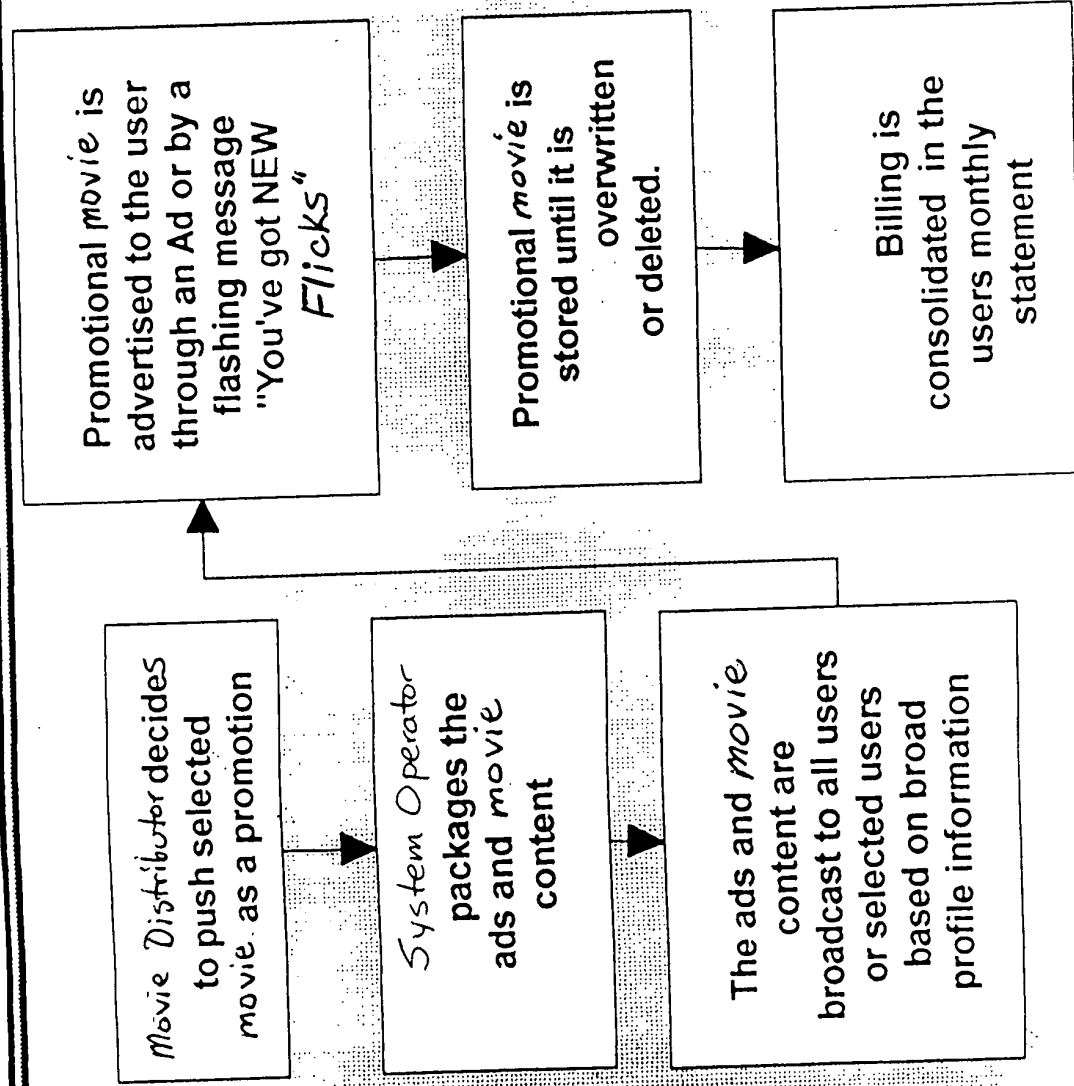 Movie Distributor decides
to push selected
movie as a promotion
System Operator
packages the
ads and movie
content
The ads and movie
content are
broadcast to all users
or selected users
based on broad
profile information
Promotional movie is
advertised to the user
through an Ad or by a
flashing message
"You've got NEW
Flicks"
Promotional movie is
stored until it is
overwritten
or deleted.
Billing is
consolidated in the
users monthly
statement